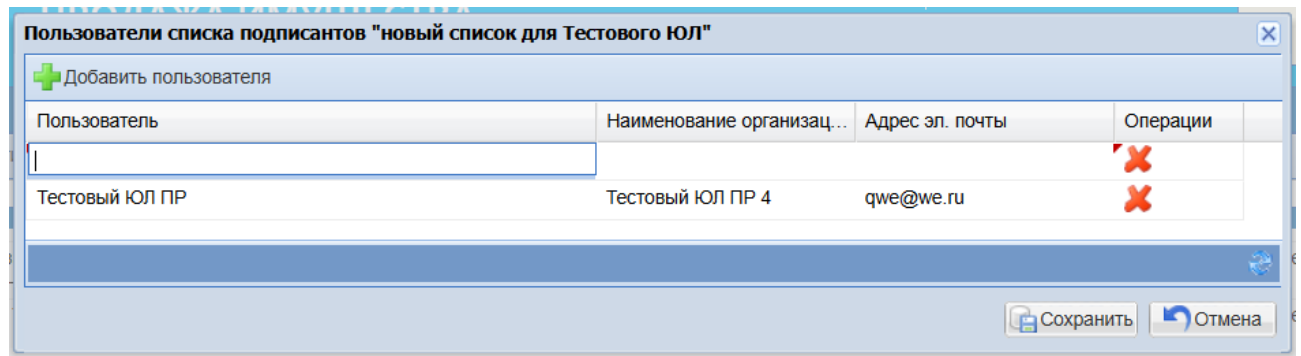 Пользователи списка подписантов "новый список для Тестового ЮЛ"
Добавить пользователя
Пользователь Наименование организац... Адрес эл. почты Операции
Тестовый ЮЛ ПР Тестовый ЮЛ ПР 4 qwe@we.ru
Сохранить Отмена